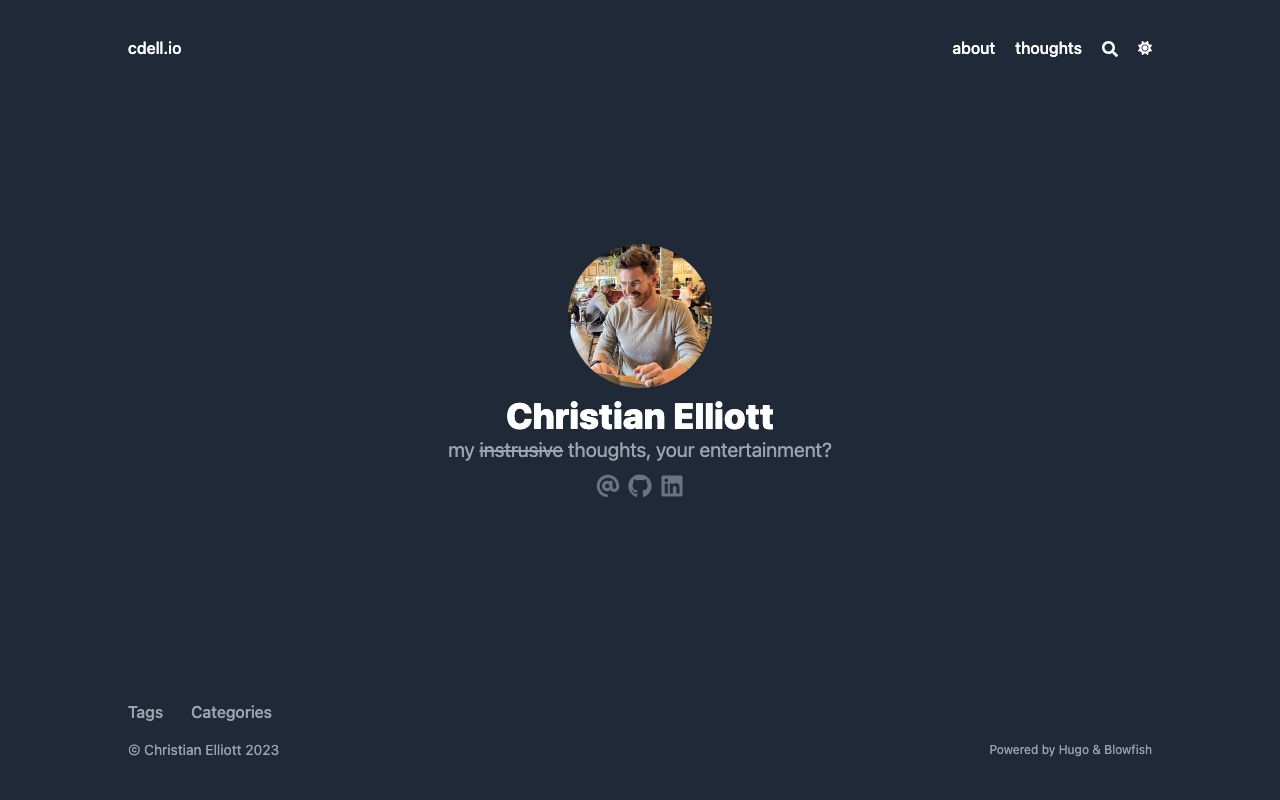 cdell.io
about thoughts
Christian Elliott
my instrusive thoughts, your entertainment?
Tags Categories
© Christian Elliott 2023
Powered by Hugo & Blowfish